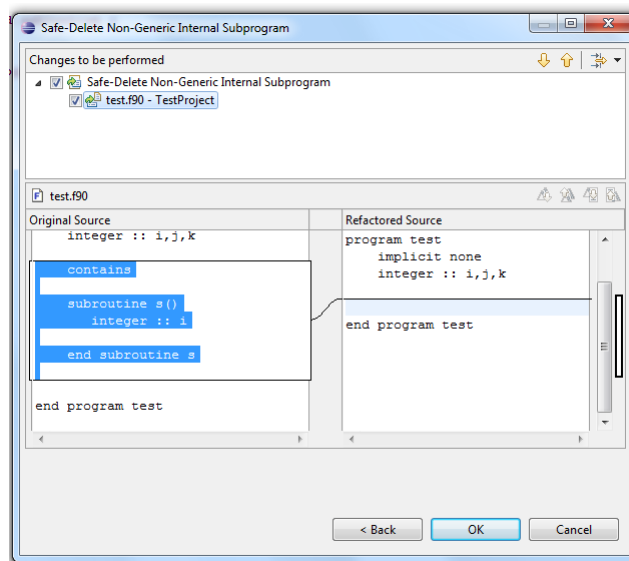 Safe-Delete Non-Generic Internal Subprogram
Changes to be performed
Safe-Delete Non-Generic Internal Subprogram
test.f90 - TestProject
test.f90
Original Source
integer :: i,j,k
contains
subroutine s()
integer :: i
end subroutine s
end program test
Refactored Source
program test
implicit none
integer :: i,j,k
end program test
< Back
OK
Cancel